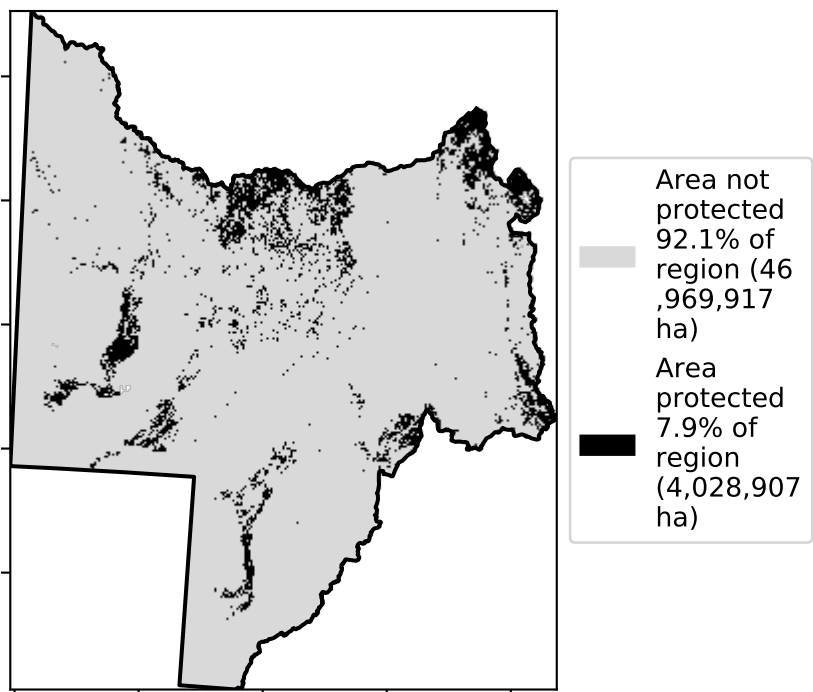 Area not
protected
92.1% of
region (46
,969,917
ha)
Area
protected
7.9% of
region
(4,028,907
ha)